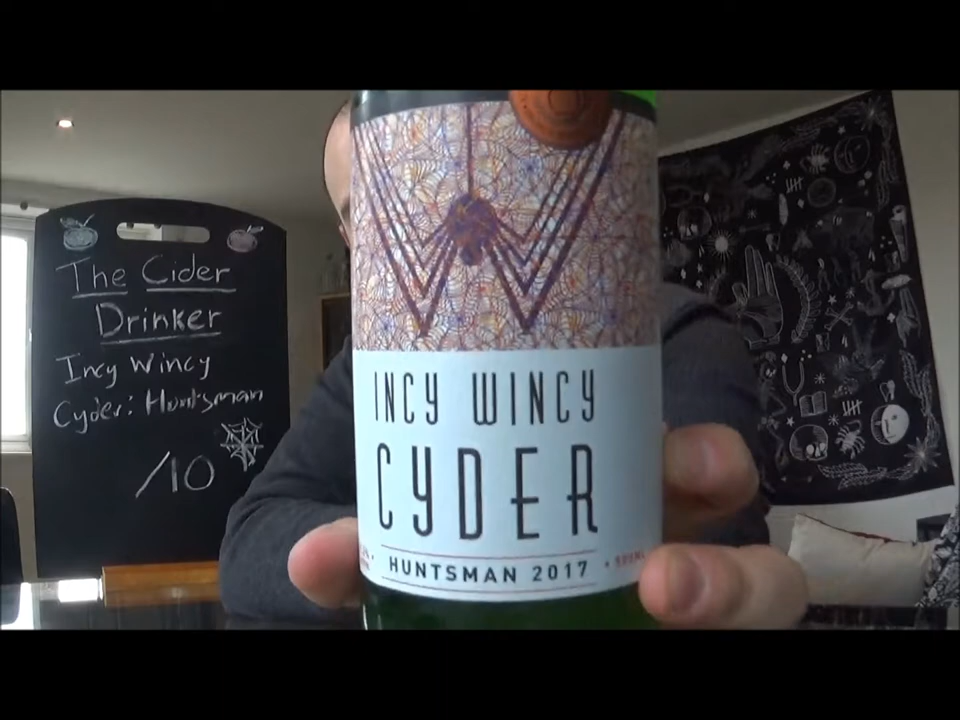 The Cider
Drinker
Incy Wincy
Cyder: Huntsman
/10
INCY WINCY
CYDER
HUNTSMAN 2017